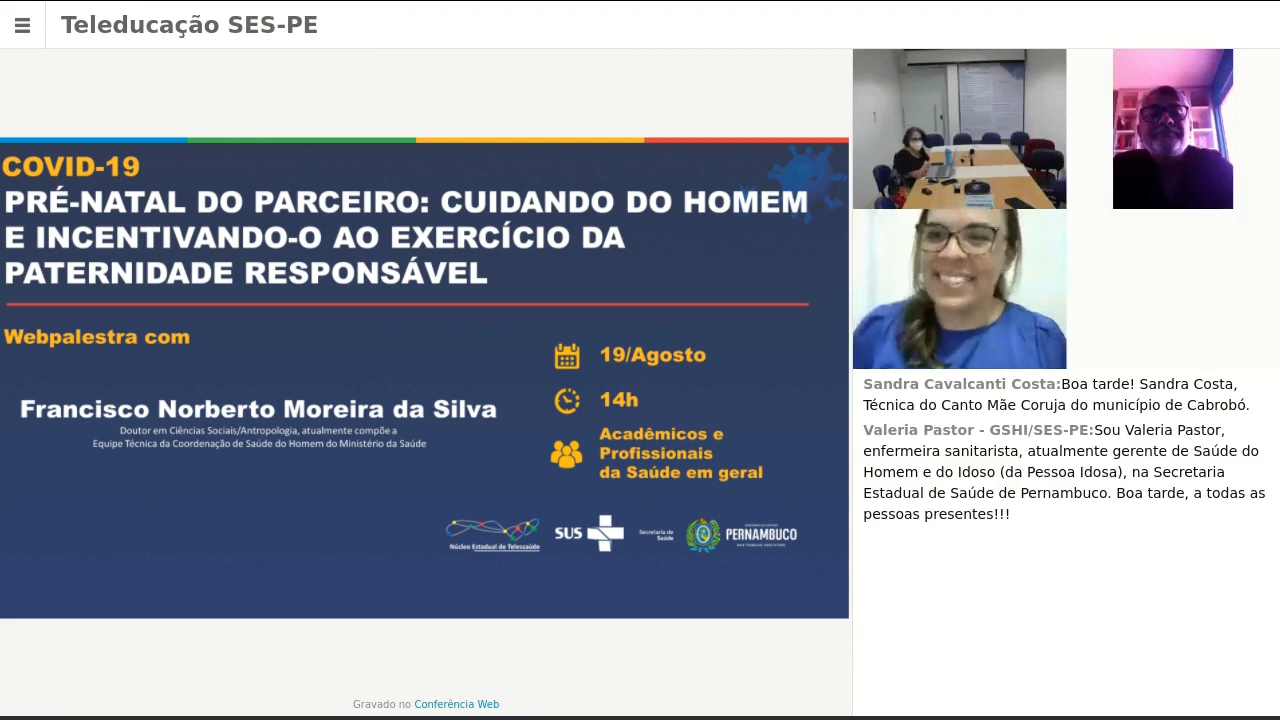 Teleducação SES-PE
COVID-19
PRÉ-NATAL DO PARCEIRO: CUIDANDO DO HOMEM
E INCENTIVANDO-O AO EXERCÍCIO DA
PATERNIDADE RESPONSÁVEL
Webpalestra com
Francisco Norberto Moreira da Silva
Doutor em Ciências Sociais/Antropologia, atualmente compõe a
Equipe Técnica da Coordenação de Saúde do Homem do Ministério da Saúde
19/Agosto
14h
Acadêmicos e
Profissionais
da Saúde em geral
Núcleo Estadual de Telessaúde
SUS
Secretaria de
Saúde
PERNAMBUCO
Sandra Cavalcanti Costa:Boa tarde! Sandra Costa,
Técnica do Canto Mãe Coruja do município de Cabrobó.
Valeria Pastor - GSHI/SES-PE:Sou Valeria Pastor,
enfermeira sanitarista, atualmente gerente de Saúde do
Homem e do Idoso (da Pessoa Idosa), na Secretaria
Estadual de Saúde de Pernambuco. Boa tarde, a todas as
pessoas presentes!!!
Gravado no Conferência Web